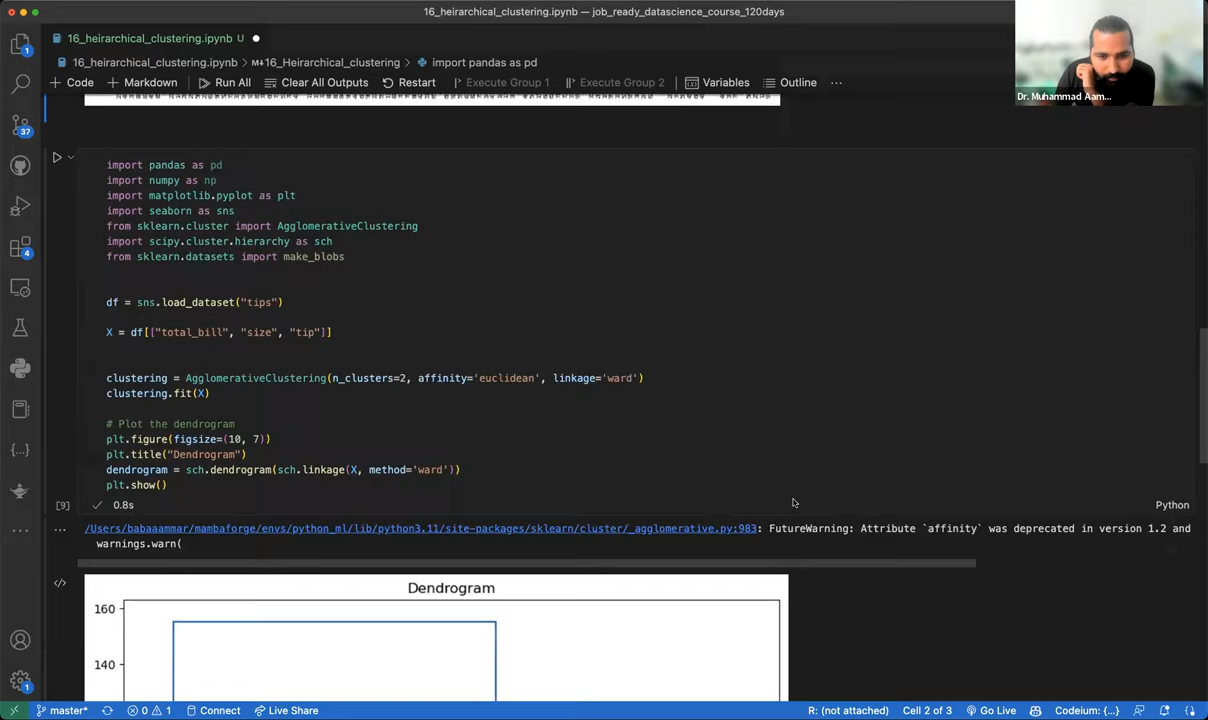 16_heirarchical_clustering.ipynb — job_ready_datascience_course_120days
16_heirarchical_clustering.ipynb U
16_heirarchical_clustering.ipynb > M↓16_Heirarchical_Clustering > import pandas as pd
+ Code + Markdown Run All Clear All Outputs Restart Execute Group 1 Execute Group 2 Variables Outline ...
Dr. Muhammad Aam...
1
37
4
import pandas as pd
import numpy as np
import matplotlib.pyplot as plt
import seaborn as sns
from sklearn.cluster import AgglomerativeClustering
import scipy.cluster.hierarchy as sch
from sklearn.datasets import make_blobs
df = sns.load_dataset("tips")
X = df[["total_bill", "size", "tip"]]
clustering = AgglomerativeClustering(n_clusters=2, affinity='euclidean', linkage='ward')
clustering.fit(X)
# Plot the dendrogram
plt.figure(figsize=(10, 7))
plt.title("Dendrogram")
dendrogram = sch.dendrogram(sch.linkage(X, method='ward'))
plt.show()
[9] ✓ 0.8s Python
... /Users/babaaammar/mambaforge/envs/python_ml/lib/python3.11/site-packages/sklearn/cluster/_agglomerative.py:983: FutureWarning: Attribute `affinity` was deprecated in version 1.2 and
warnings.warn(
Dendrogram
160
140
1
master* 0 1 Connect Live Share R: (not attached) Cell 2 of 3 Go Live Codeium: {...}